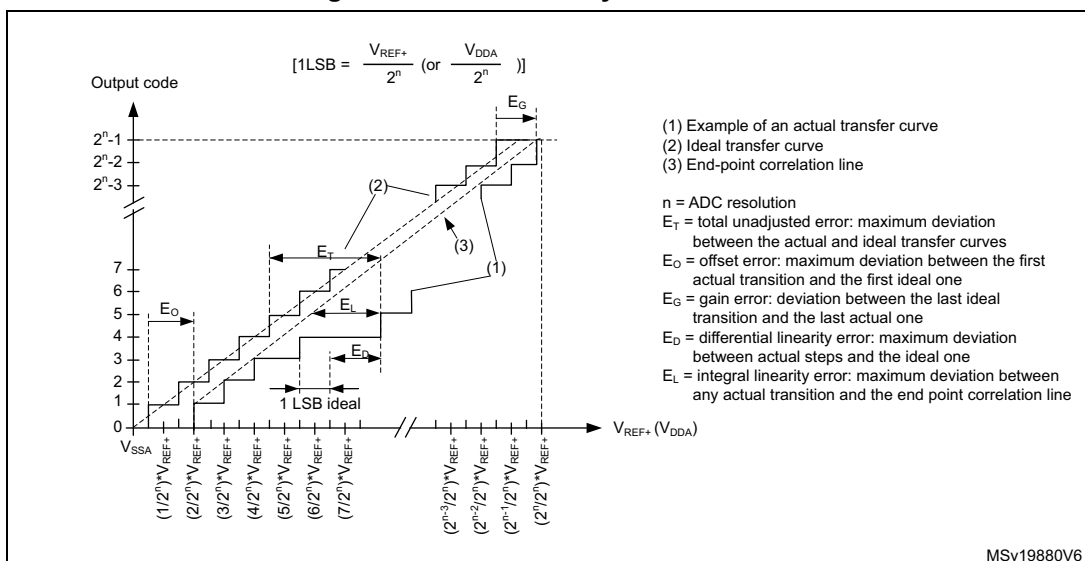 [1LSB = V_REF+ / 2^n (or V_DDA / 2^n )]
Output code
E_G
2^n-1
2^n-2
2^n-3
(2)
(3)
(1)
E_T
7
6
5
4
3
2
1
0
E_O
E_L
E_D
1 LSB ideal
V_SSA
V_REF+ (V_DDA)
(1/2^n)*V_REF+
(2/2^n)*V_REF+
(3/2^n)*V_REF+
(4/2^n)*V_REF+
(5/2^n)*V_REF+
(6/2^n)*V_REF+
(7/2^n)*V_REF+
(2^n-3/2^n)*V_REF+
(2^n-2/2^n)*V_REF+
(2^n-1/2^n)*V_REF+
(2^n/2^n)*V_REF+
(1) Example of an actual transfer curve
(2) Ideal transfer curve
(3) End-point correlation line
n = ADC resolution
E_T = total unadjusted error: maximum deviation
between the actual and ideal transfer curves
E_O = offset error: maximum deviation between the first
actual transition and the first ideal one
E_G = gain error: deviation between the last ideal
transition and the last actual one
E_D = differential linearity error: maximum deviation
between actual steps and the ideal one
E_L = integral linearity error: maximum deviation between
any actual transition and the end point correlation line
MSv19880V6